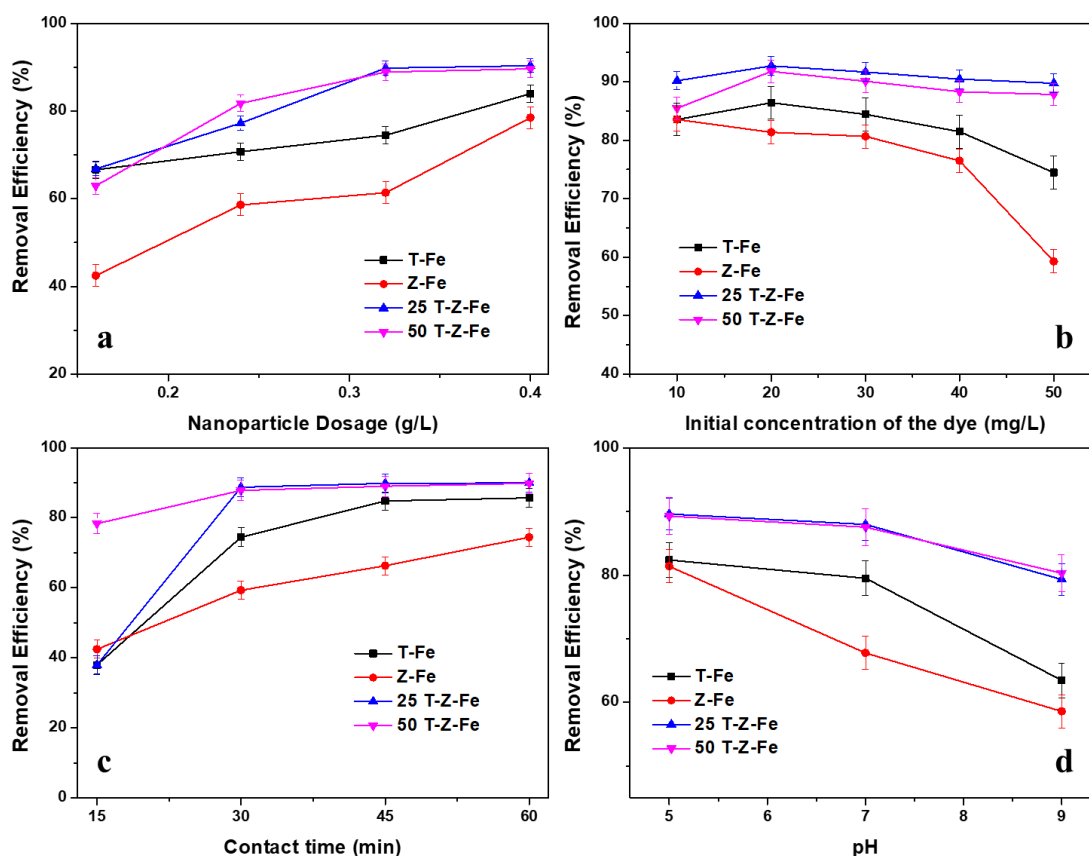 100
80
60
40
20
Removal Efficiency (%)
T-Fe
Z-Fe
25 T-Z-Fe
50 T-Z-Fe
a
0.2
0.3
0.4
Nanoparticle Dosage (g/L)
100
90
80
70
60
50
40
Removal Efficiency (%)
T-Fe
Z-Fe
25 T-Z-Fe
50 T-Z-Fe
b
10
20
30
40
50
Initial concentration of the dye (mg/L)
100
80
60
40
20
0
Removal Efficiency (%)
T-Fe
Z-Fe
25 T-Z-Fe
50 T-Z-Fe
c
15
30
45
60
Contact time (min)
100
80
60
Removal Efficiency (%)
T-Fe
Z-Fe
25 T-Z-Fe
50 T-Z-Fe
d
5
6
7
8
9
pH